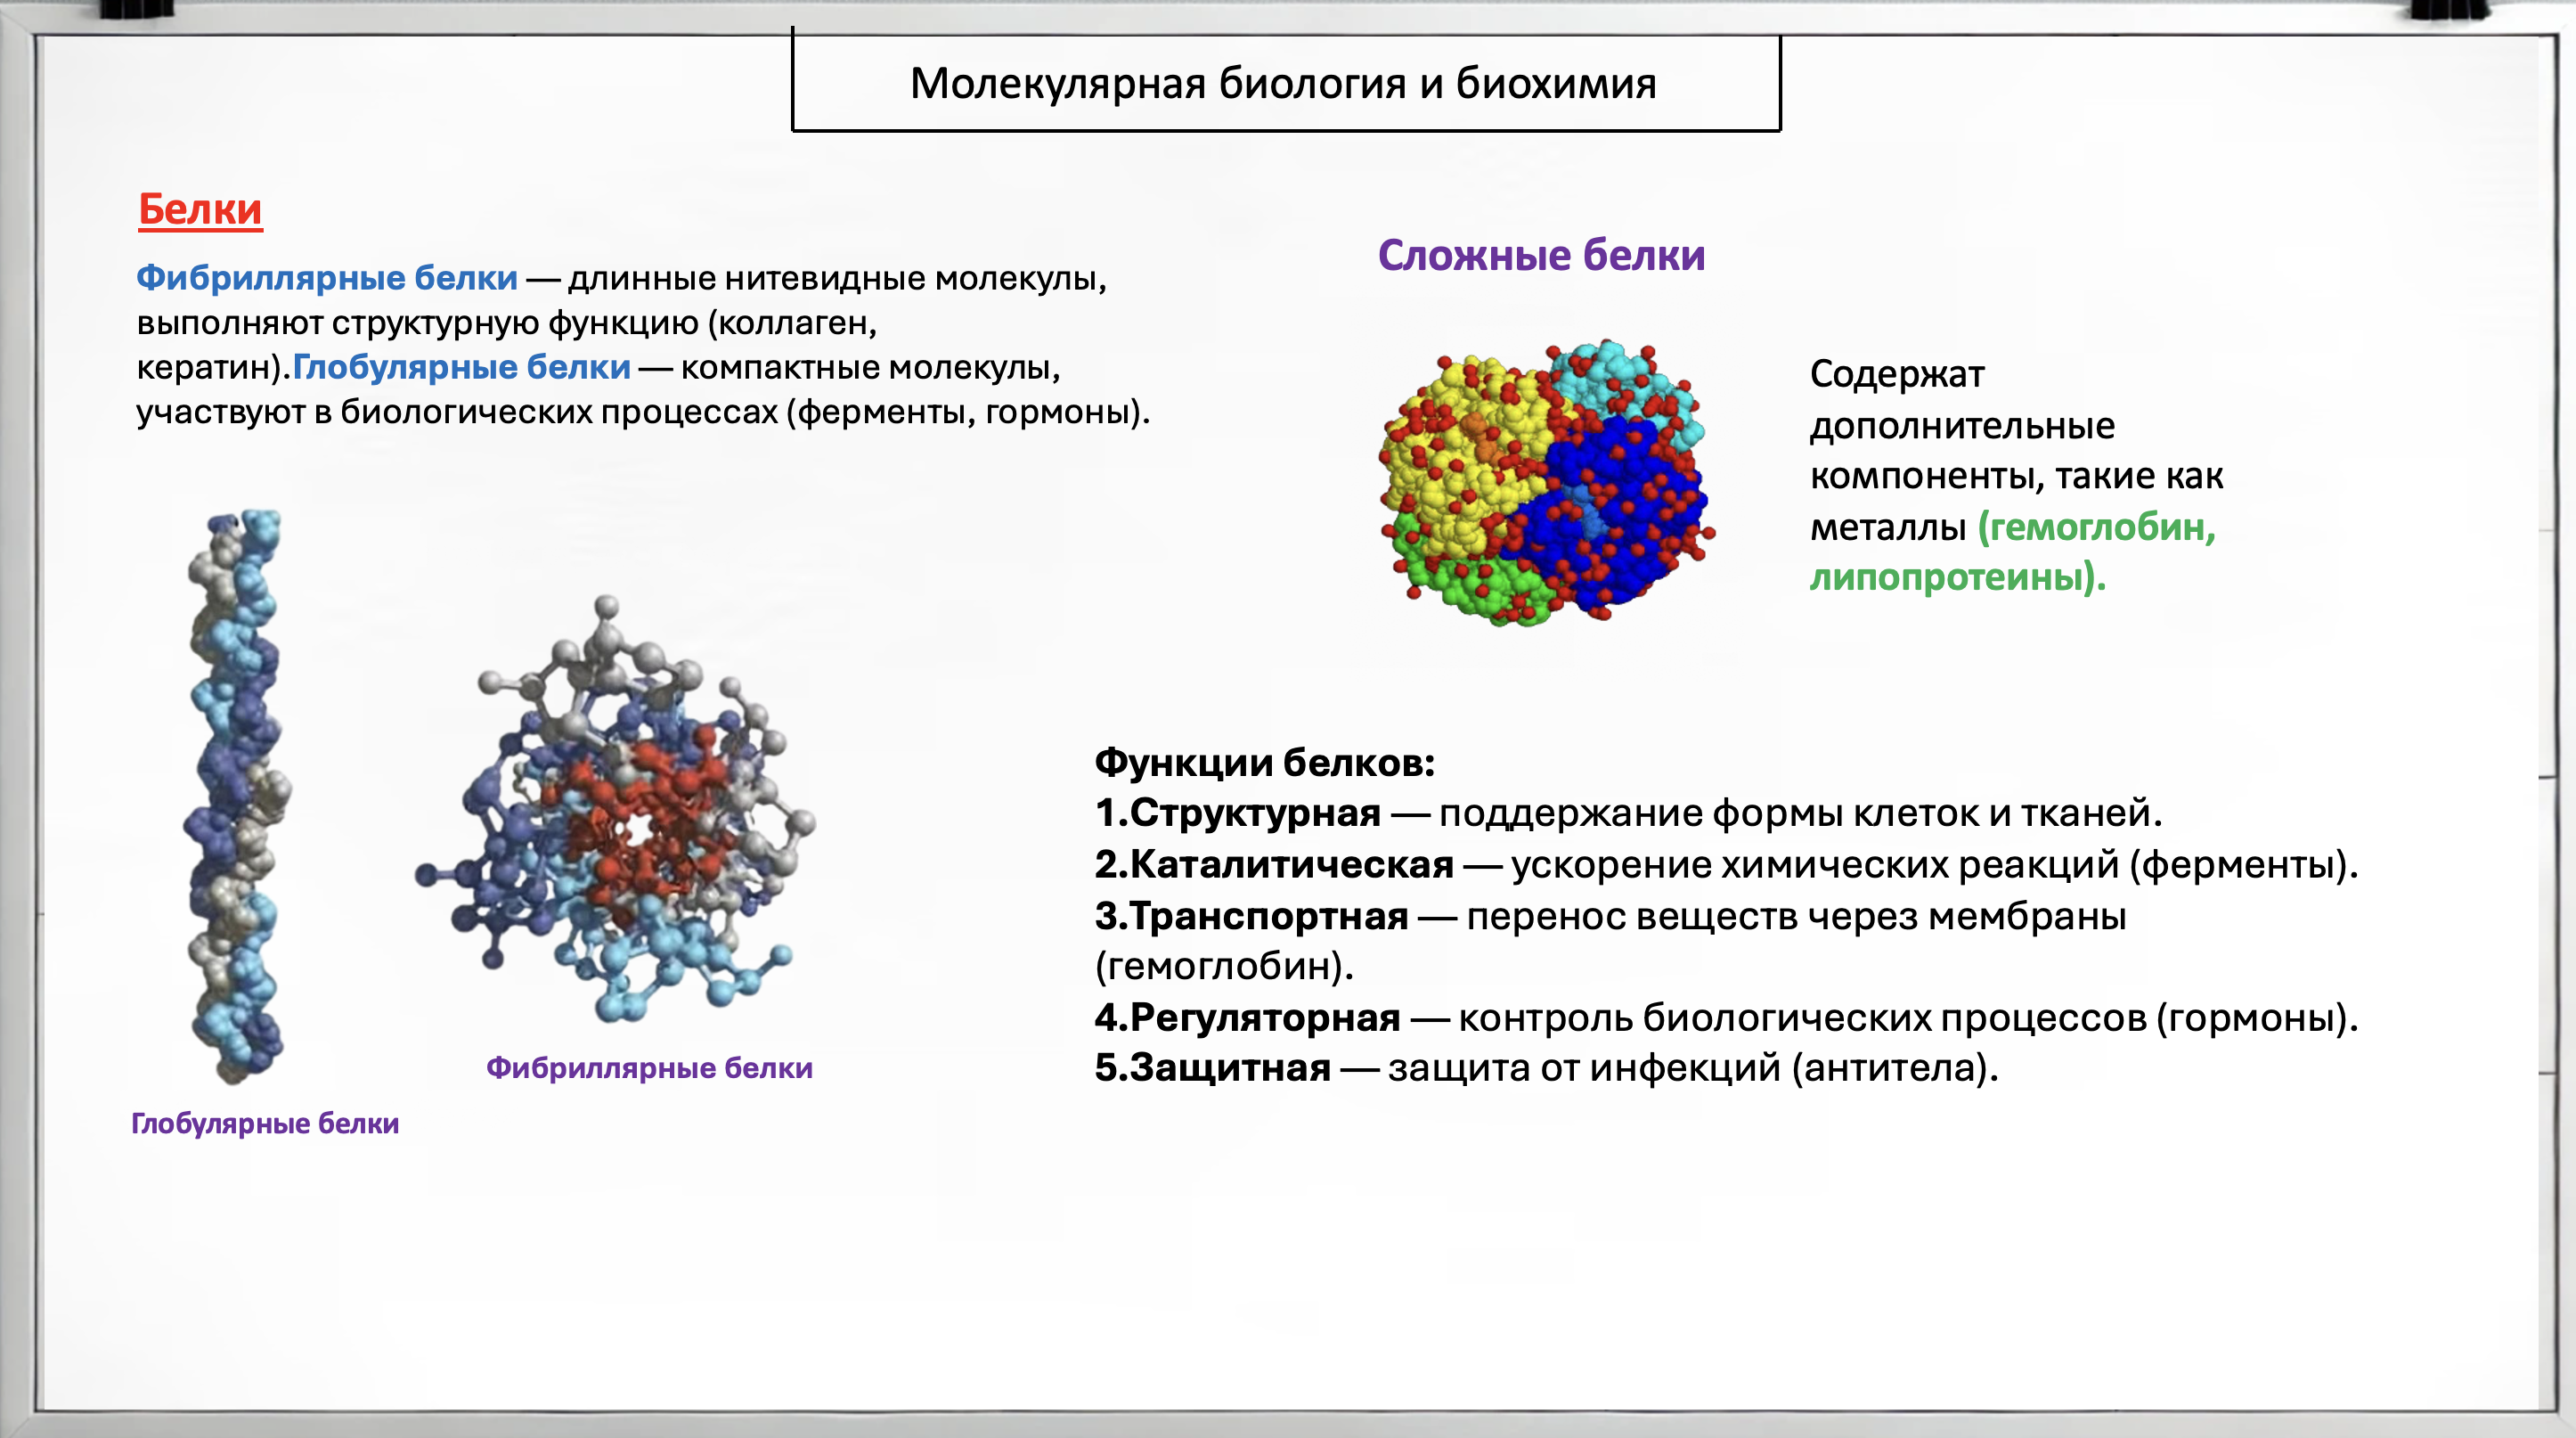 Молекулярная биология и биохимия
Белки
Фибриллярные белки — длинные нитевидные молекулы,
выполняют структурную функцию (коллаген,
кератин).Глобулярные белки — компактные молекулы,
участвуют в биологических процессах (ферменты, гормоны).
Глобулярные белки
Фибриллярные белки
Сложные белки
Содержат
дополнительные
компоненты, такие как
металлы (гемоглобин,
липопротеины).
Функции белков:
1.Структурная — поддержание формы клеток и тканей.
2.Каталитическая — ускорение химических реакций (ферменты).
3.Транспортная — перенос веществ через мембраны
(гемоглобин).
4.Регуляторная — контроль биологических процессов (гормоны).
5.Защитная — защита от инфекций (антитела).